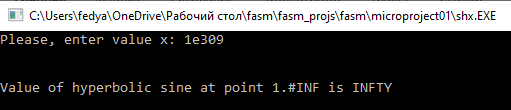 C:\Users\fedya\OneDrive\Рабочий стол\fasm\fasm_projs\fasm\microproject01\shx.EXE
Please, enter value x: 1e309
Value of hyperbolic sine at point 1.#INF is INFTY